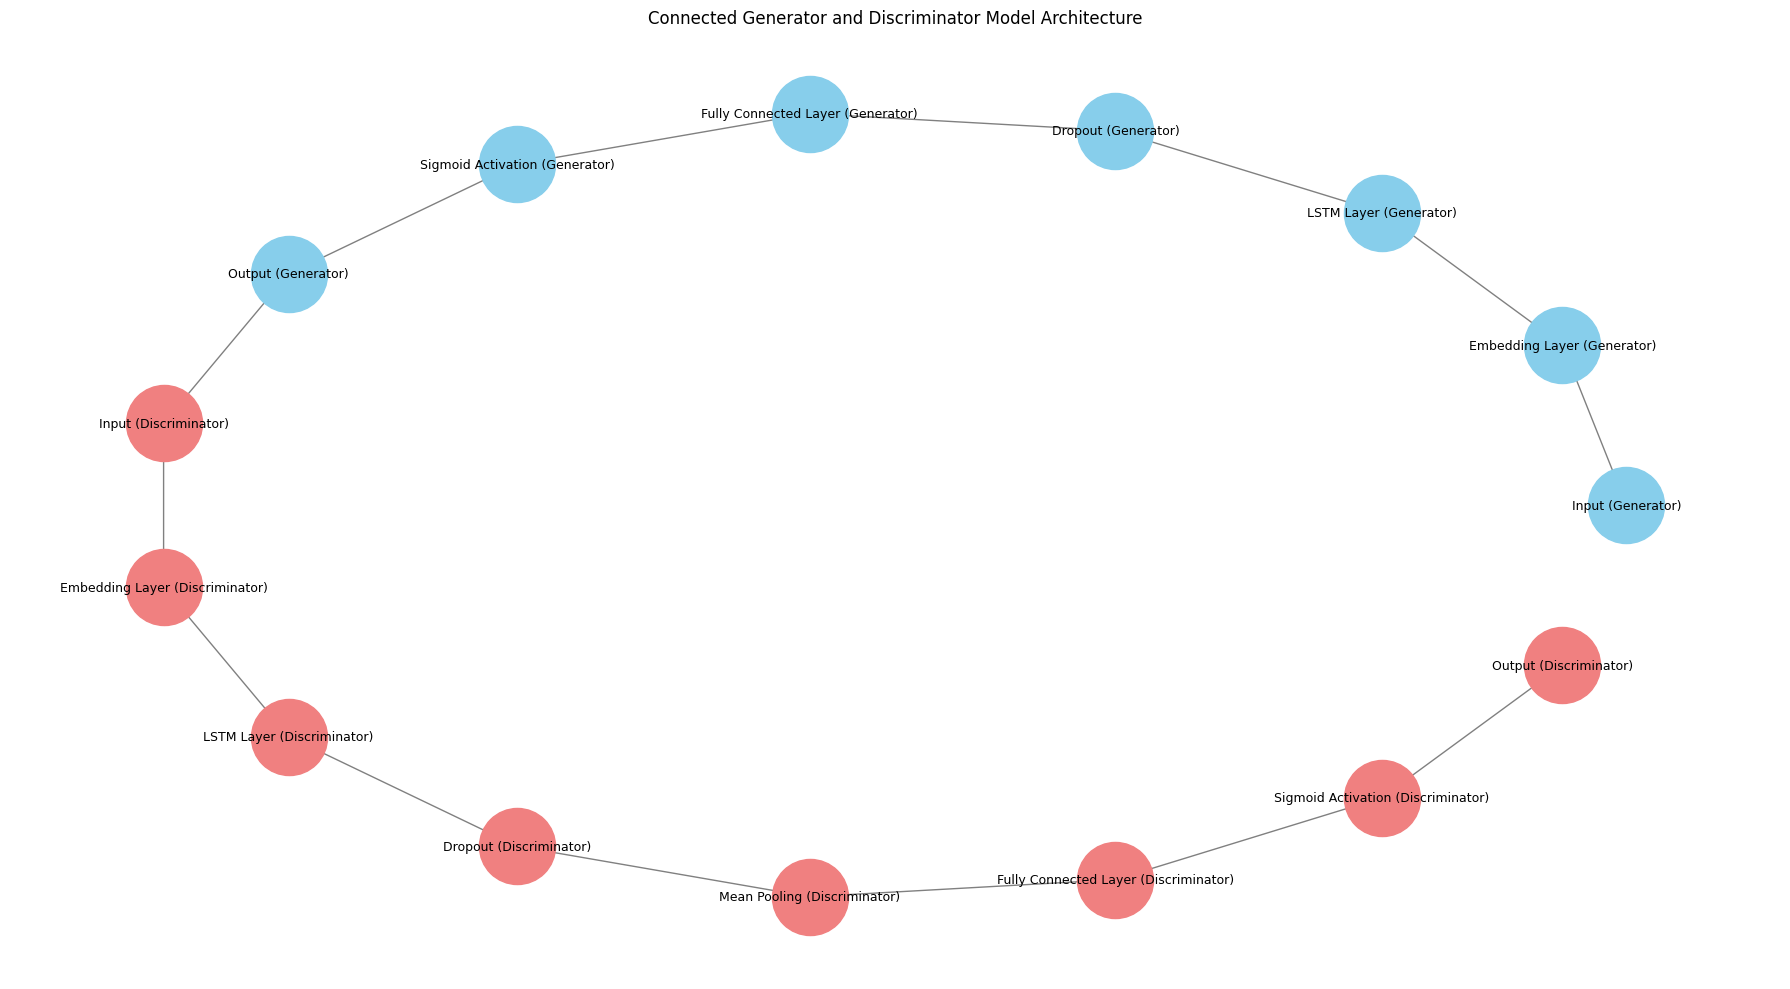 Connected Generator and Discriminator Model Architecture
Fully Connected Layer (Generator)
Dropout (Generator)
Sigmoid Activation (Generator)
LSTM Layer (Generator)
Output (Generator)
Embedding Layer (Generator)
Input (Discriminator)
Input (Generator)
Embedding Layer (Discriminator)
Output (Discriminator)
LSTM Layer (Discriminator)
Sigmoid Activation (Discriminator)
Dropout (Discriminator)
Fully Connected Layer (Discriminator)
Mean Pooling (Discriminator)